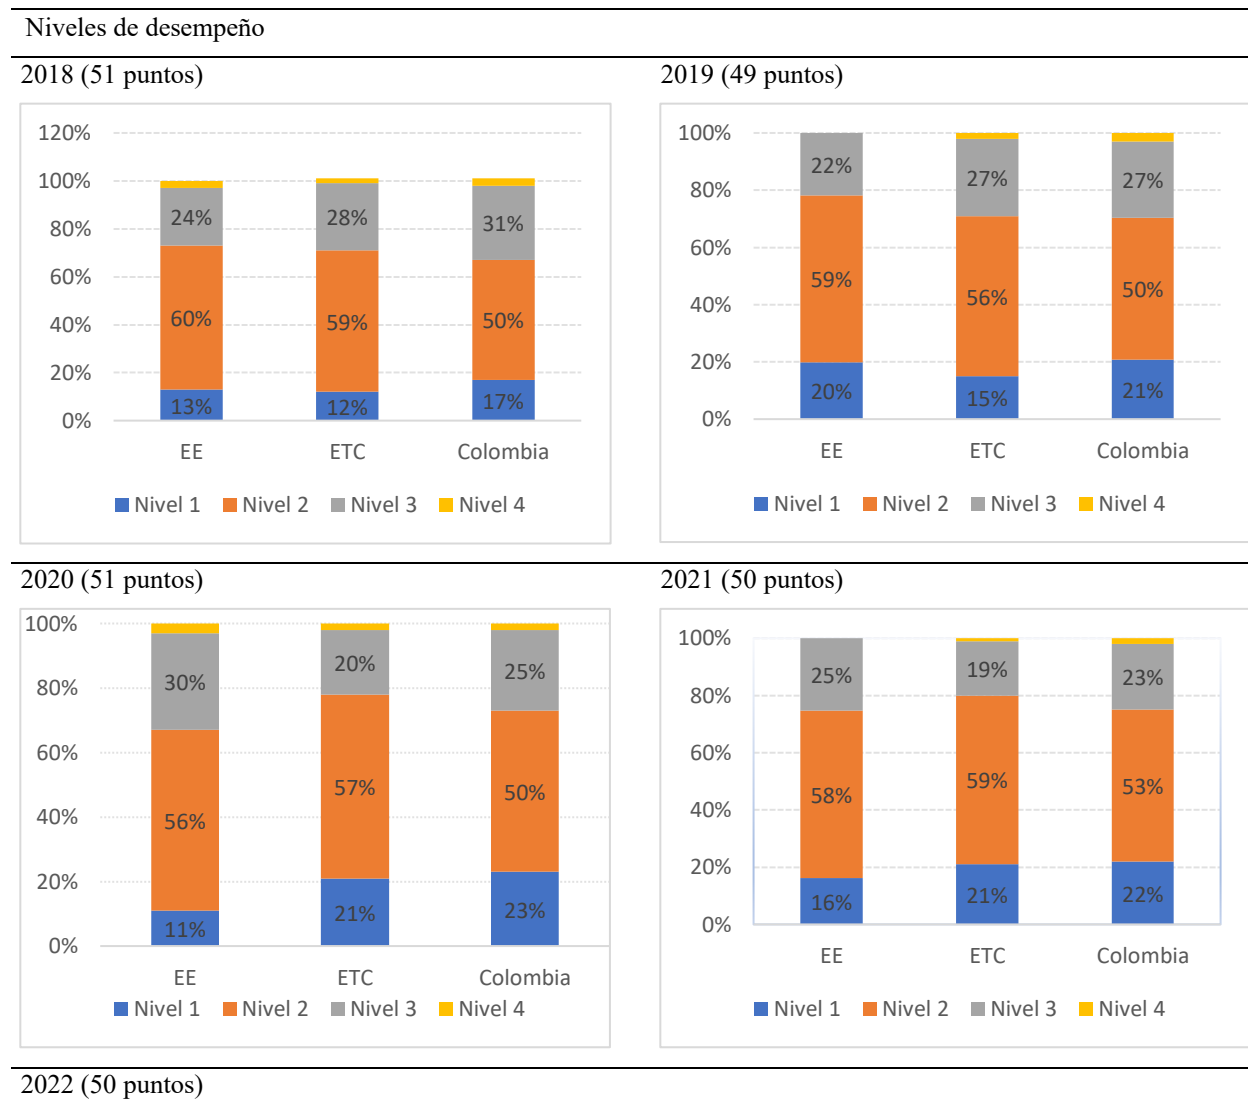 Niveles de desempeño
2018 (51 puntos)
120%
100%
80%
60%
40%
20%
0%
24%
28%
31%
60%
59%
50%
13%
12%
17%
EE
ETC
Colombia
Nivel 1
Nivel 2
Nivel 3
Nivel 4
2019 (49 puntos)
100%
80%
60%
40%
20%
0%
22%
27%
27%
59%
56%
50%
20%
15%
21%
EE
ETC
Colombia
Nivel 1
Nivel 2
Nivel 3
Nivel 4
2020 (51 puntos)
100%
80%
60%
40%
20%
0%
30%
20%
25%
56%
57%
50%
11%
21%
23%
EE
ETC
Colombia
Nivel 1
Nivel 2
Nivel 3
Nivel 4
2021 (50 puntos)
100%
80%
60%
40%
20%
0%
25%
19%
23%
58%
59%
53%
16%
21%
22%
EE
ETC
Colombia
Nivel 1
Nivel 2
Nivel 3
Nivel 4
2022 (50 puntos)